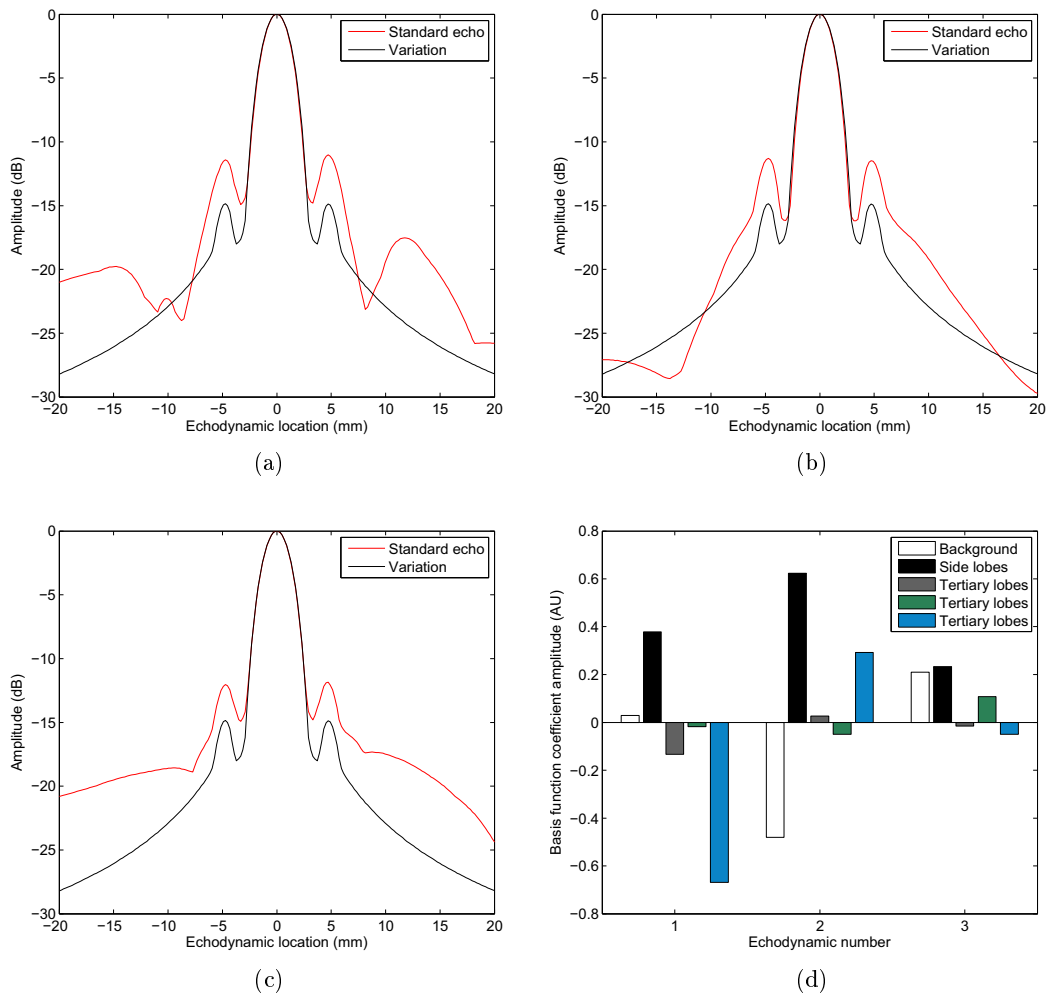 0
−5
−10
−15
−20
−25
−30
Amplitude (dB)
−20 −15 −10 −5 0 5 10 15 20
Echodynamic location (mm)
Standard echo
Variation
(a)
0
−5
−10
−15
−20
−25
−30
Amplitude (dB)
−20 −15 −10 −5 0 5 10 15 20
Echodynamic location (mm)
Standard echo
Variation
(b)
0
−5
−10
−15
−20
−25
−30
Amplitude (dB)
−20 −15 −10 −5 0 5 10 15 20
Echodynamic location (mm)
Standard echo
Variation
(c)
0.8
0.6
0.4
0.2
0
−0.2
−0.4
−0.6
−0.8
Basis function coefficient amplitude (AU)
1 2 3
Echodynamic number
Background
Side lobes
Tertiary lobes
Tertiary lobes
Tertiary lobes
(d)